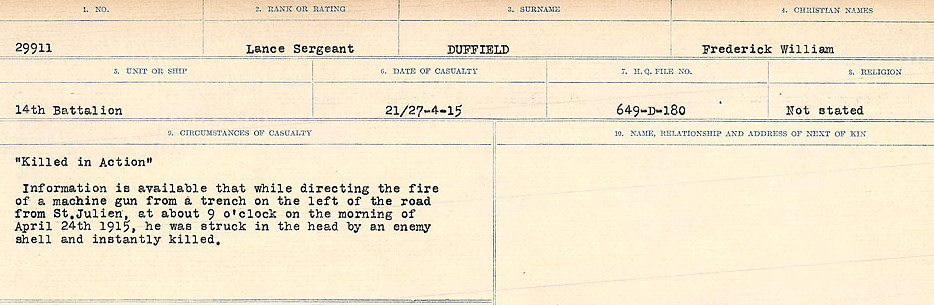 1. NO. 2. RANK OR RATING 3. SURNAME 4. CHRISTIAN NAMES
29911 Lance Sergeant DUFFIELD Frederick William
5. UNIT OR SHIP 6. DATE OF CASUALTY 7. H. Q. FILE NO. 8. RELIGION
14th Battalion 21/27-4-15 649-D-180 Not stated
9. CIRCUMSTANCES OF CASUALTY 10. NAME, RELATIONSHIP AND ADDRESS OF NEXT OF KIN
"Killed in Action"
Information is available that while directing the fire
of a machine gun from a trench on the left of the road
from St.Julien, at about 9 o'clock on the morning of
April 24th 1915, he was struck in the head by an enemy
shell and instantly killed.